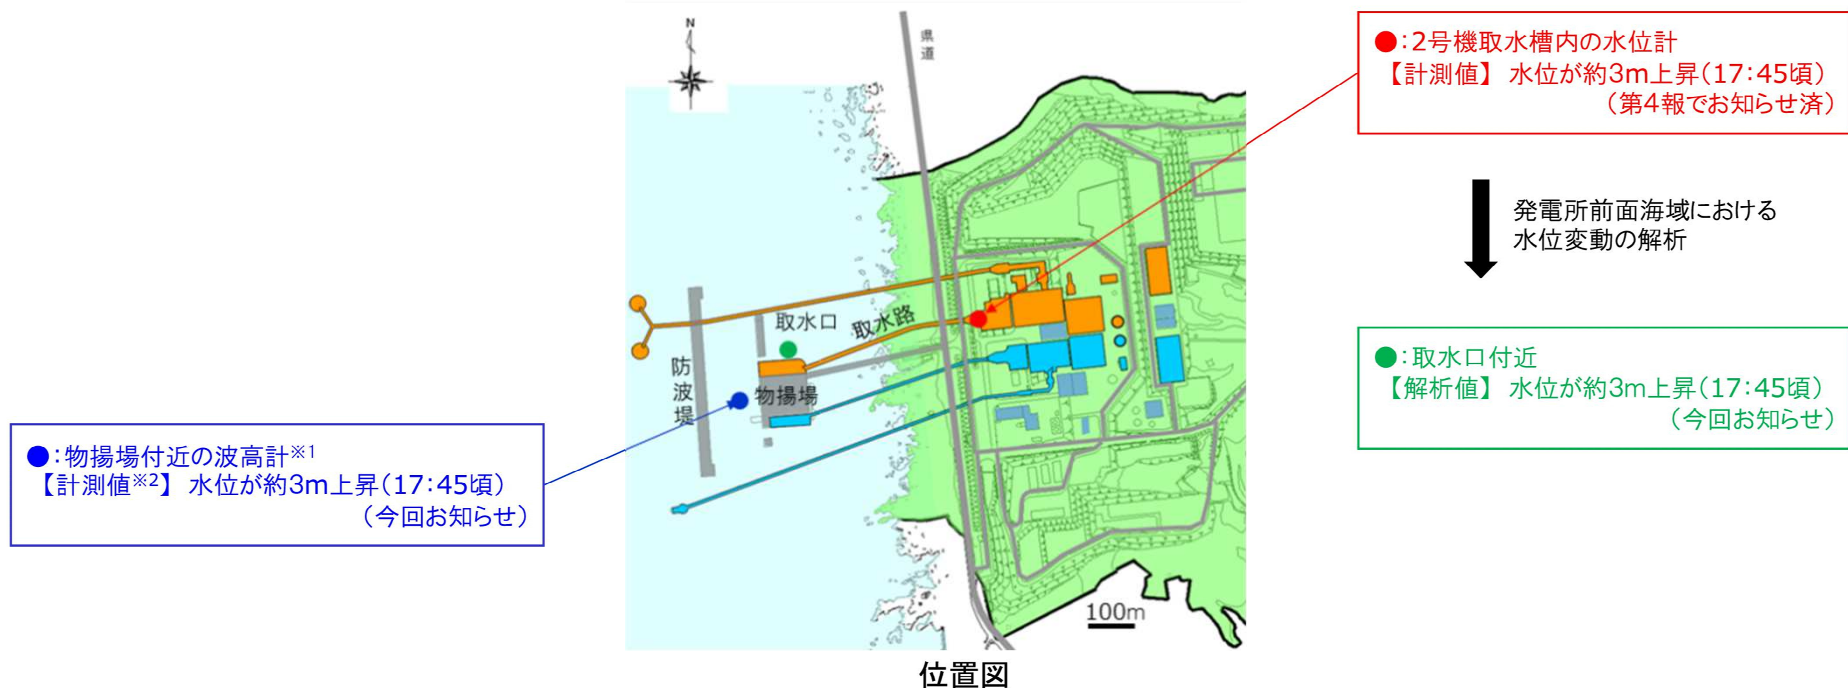 N
県道
●:2号機取水槽内の水位計
【計測値】 水位が約3m上昇(17:45頃)
(第4報でお知らせ済)
発電所前面海域における
水位変動の解析
●:取水口付近
【解析値】 水位が約3m上昇(17:45頃)
(今回お知らせ)
取水口
取水路
防波堤
物揚場
●:物揚場付近の波高計※1
【計測値※2】 水位が約3m上昇(17:45頃)
(今回お知らせ)
100m
位置図